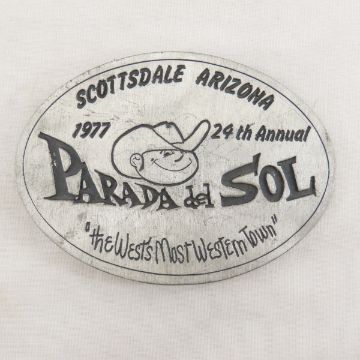 SCOTTSDALE ARIZONA
1977 24th Annual
PARADA del SOL
"thE WEST'S MOST WESTERN TOWN"